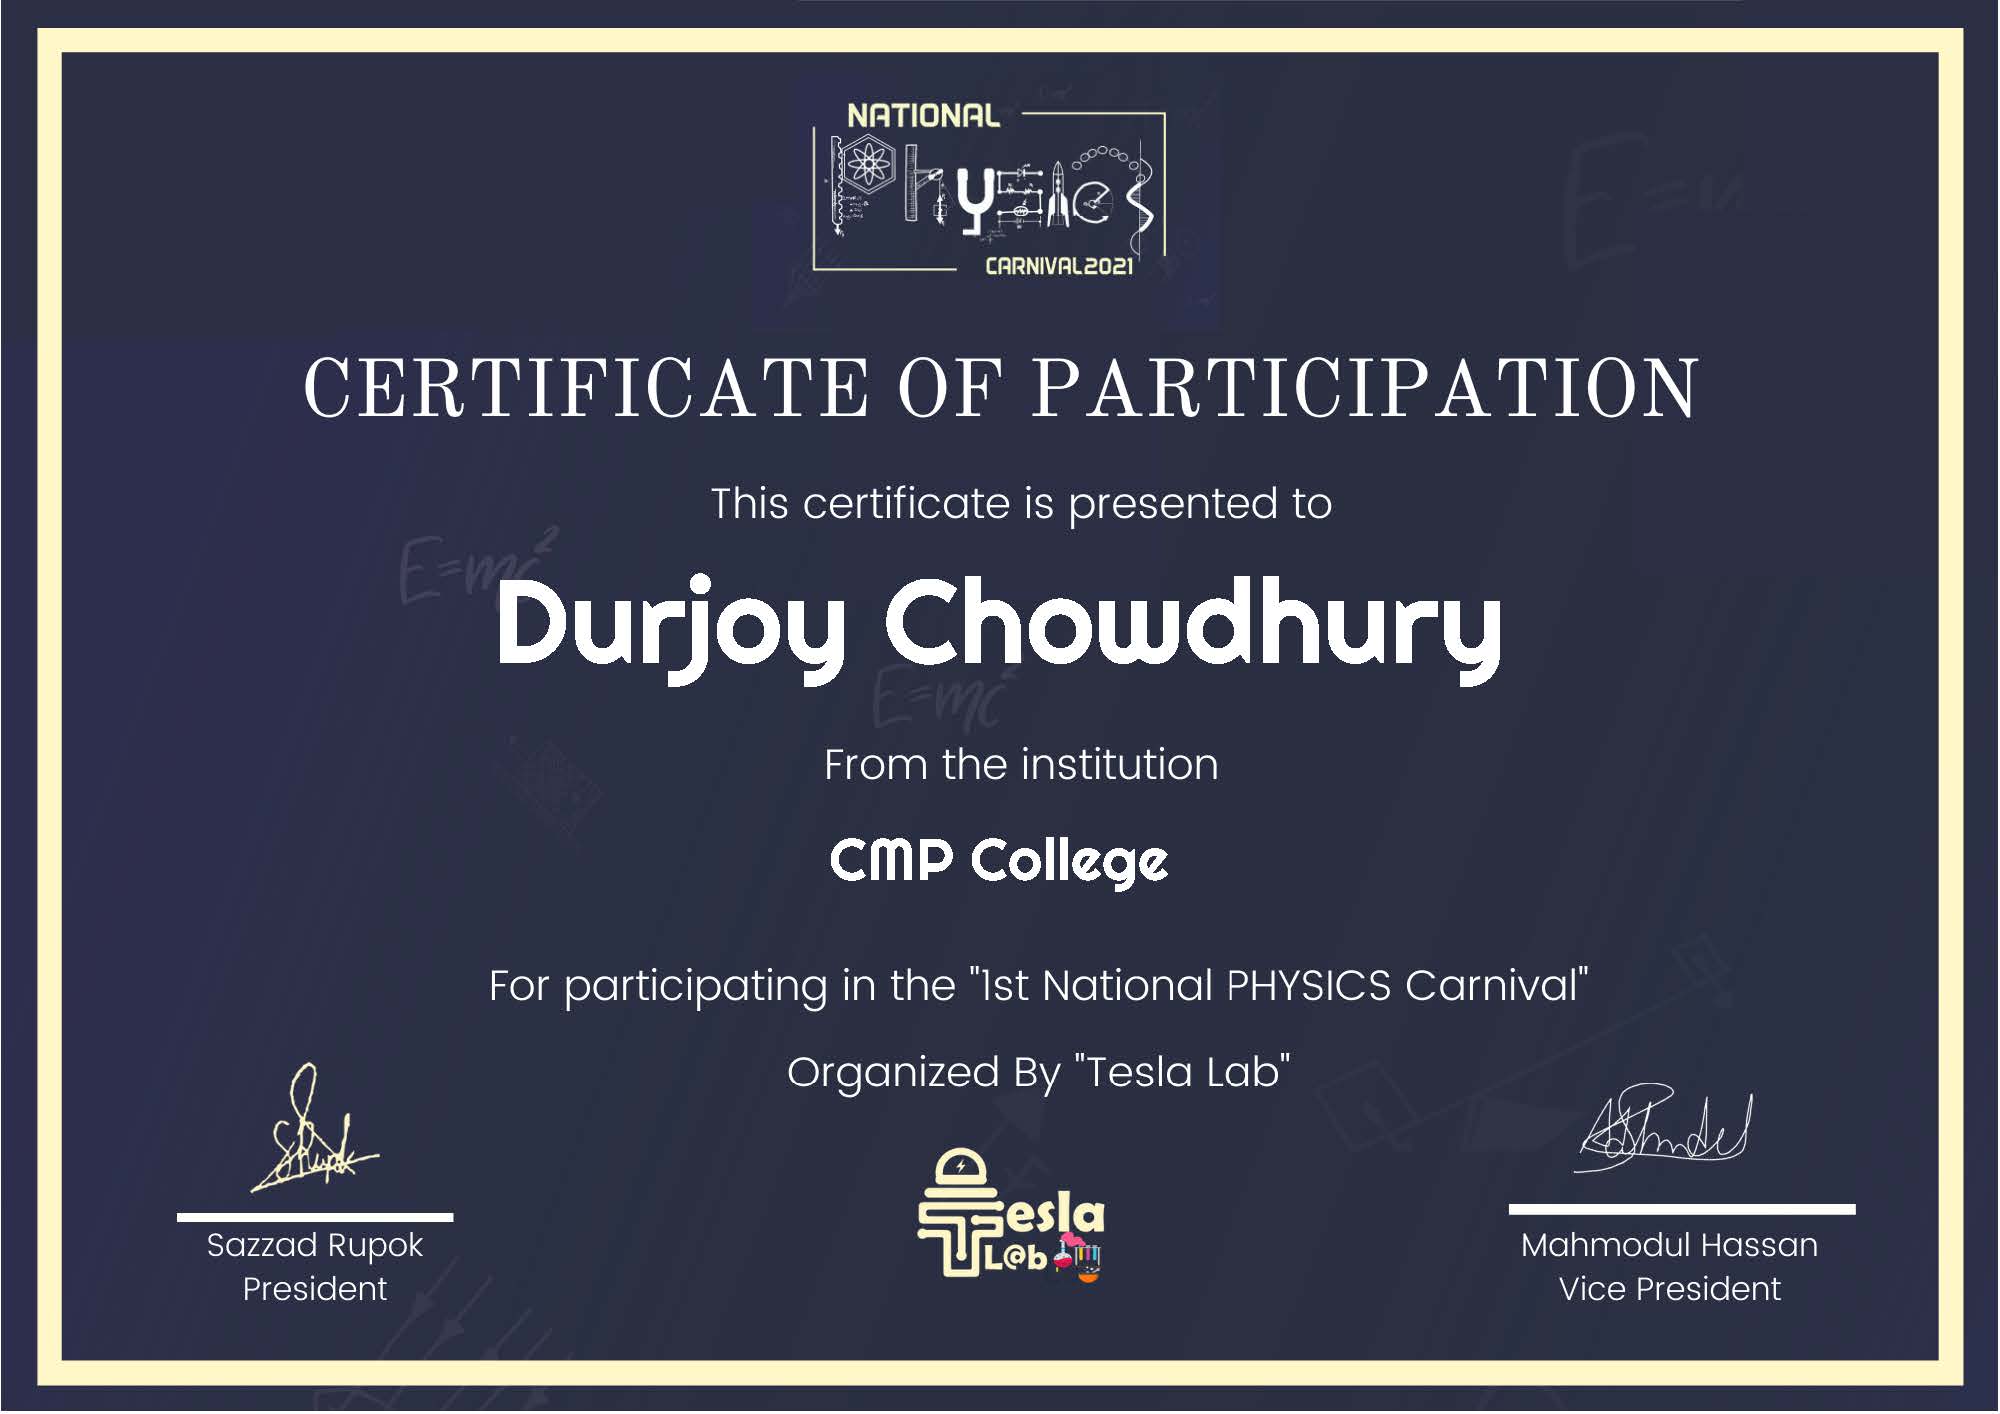 NATIONAL
PhYSICS
CARNIVAL2021
CERTIFICATE OF PARTICIPATION
This certificate is presented to
E=mc²
Durjoy Chowdhury
E=mc²
From the institution
CMP College
For participating in the "1st National PHYSICS Carnival"
Organized By "Tesla Lab"
Tesla
L@b
Sazzad Rupok
President
Mahmodul Hassan
Vice President